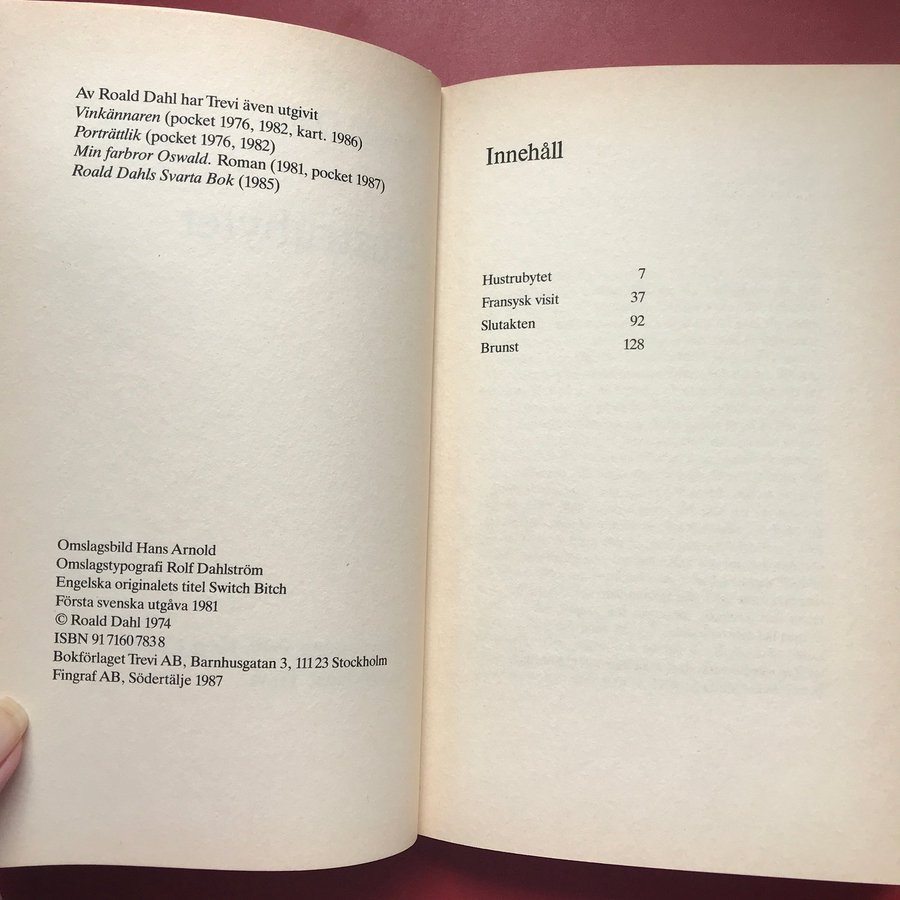 Av Roald Dahl har Trevi även utgivit
Vinkännaren (pocket 1976, 1982, kart. 1986)
Porträttlik (pocket 1976, 1982)
Min farbror Oswald. Roman (1981, pocket 1987)
Roald Dahls Svarta Bok (1985)
Omslagsbild Hans Arnold
Omslagstypografi Rolf Dahlström
Engelska originalets titel Switch Bitch
Första svenska utgåva 1981
© Roald Dahl 1974
ISBN 91 7160 783 8
Bokförlaget Trevi AB, Barnhusgatan 3, 111 23 Stockholm
Fingraf AB, Södertälje 1987
Innehåll
Hustrubytet 7
Fransysk visit 37
Slutakten 92
Brunst 128